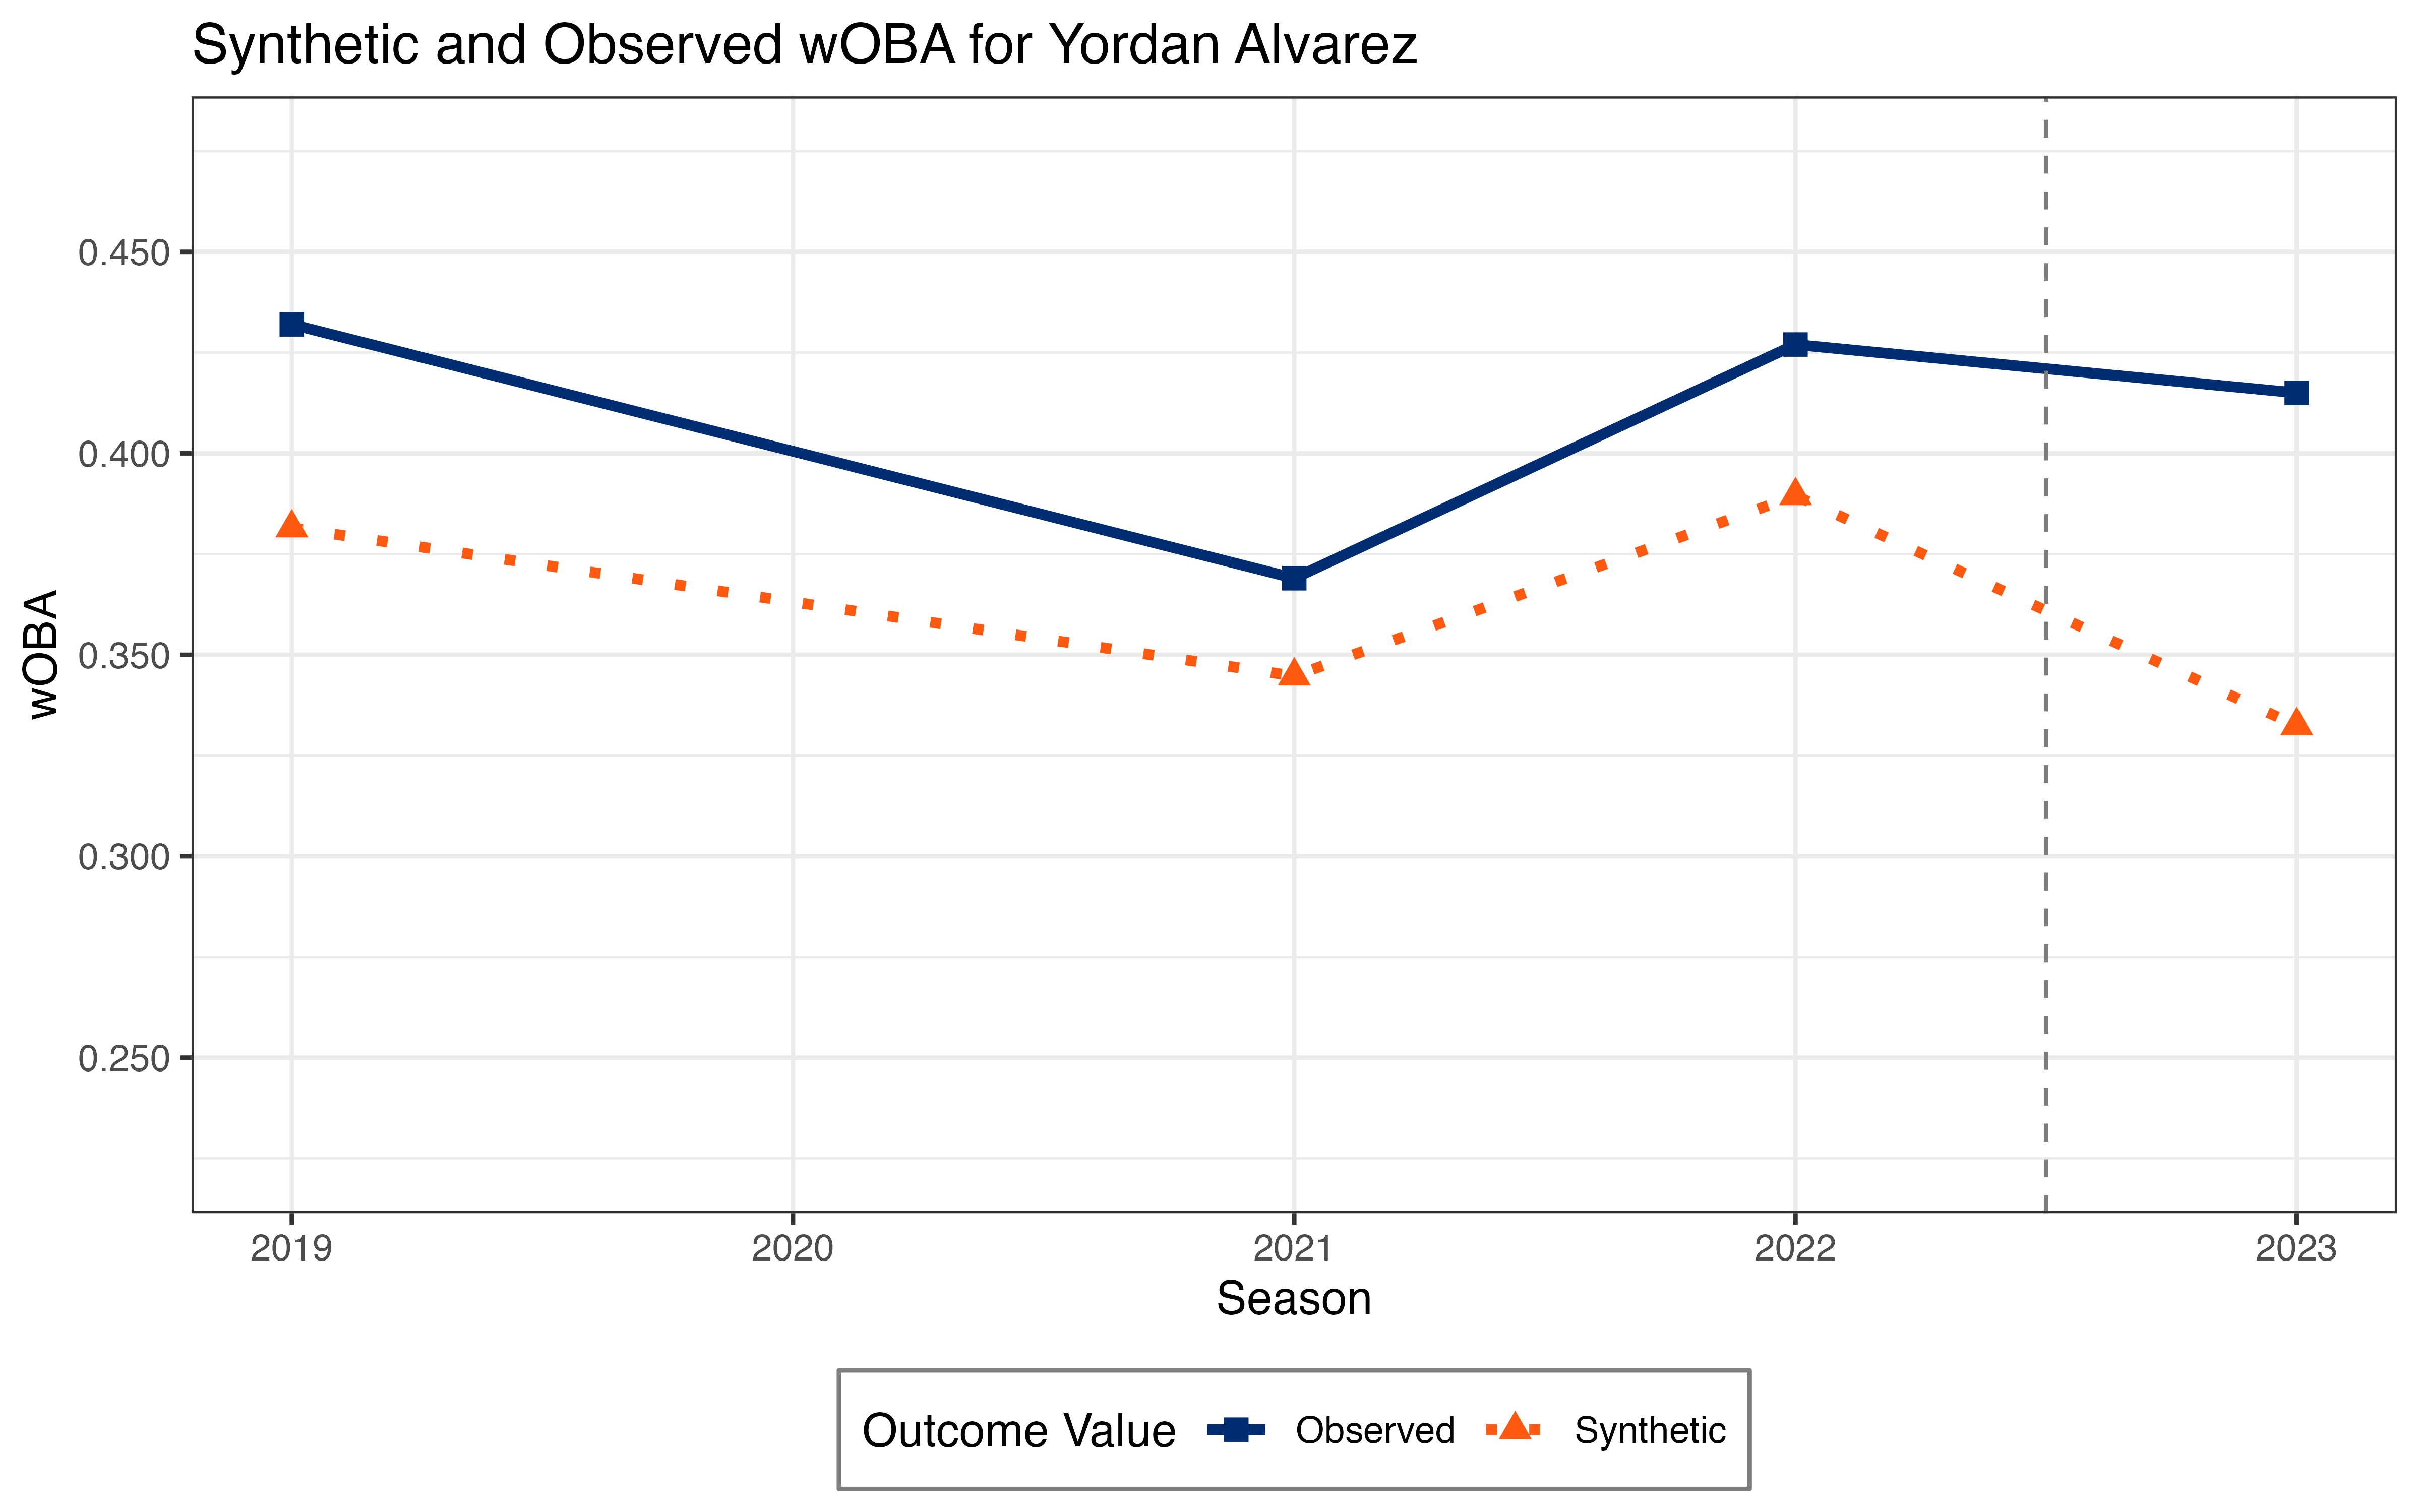 Synthetic and Observed wOBA for Yordan Alvarez
wOBA
0.450
0.400
0.350
0.300
0.250
2019 2020 2021 2022 2023
Season
Outcome Value Observed Synthetic